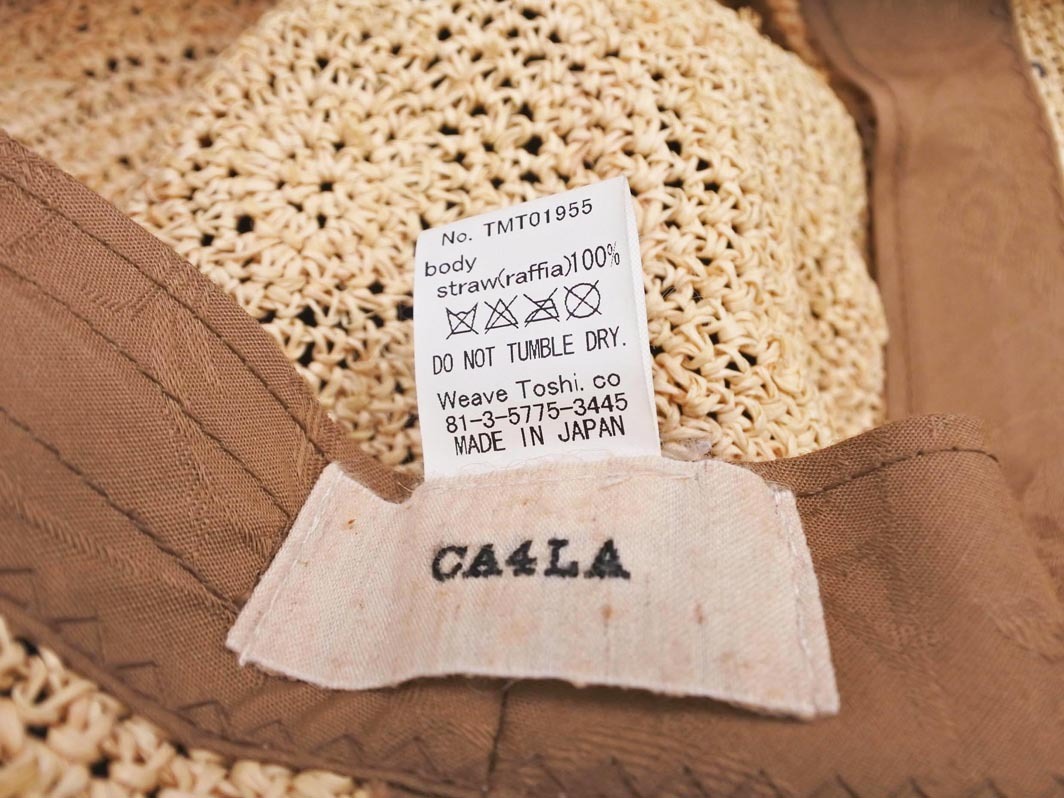 No. TMT01955
body
straw(raffia)100%
DO NOT TUMBLE DRY.
Weave Toshi. co
81-3-5775-3445
MADE IN JAPAN
CA4LA